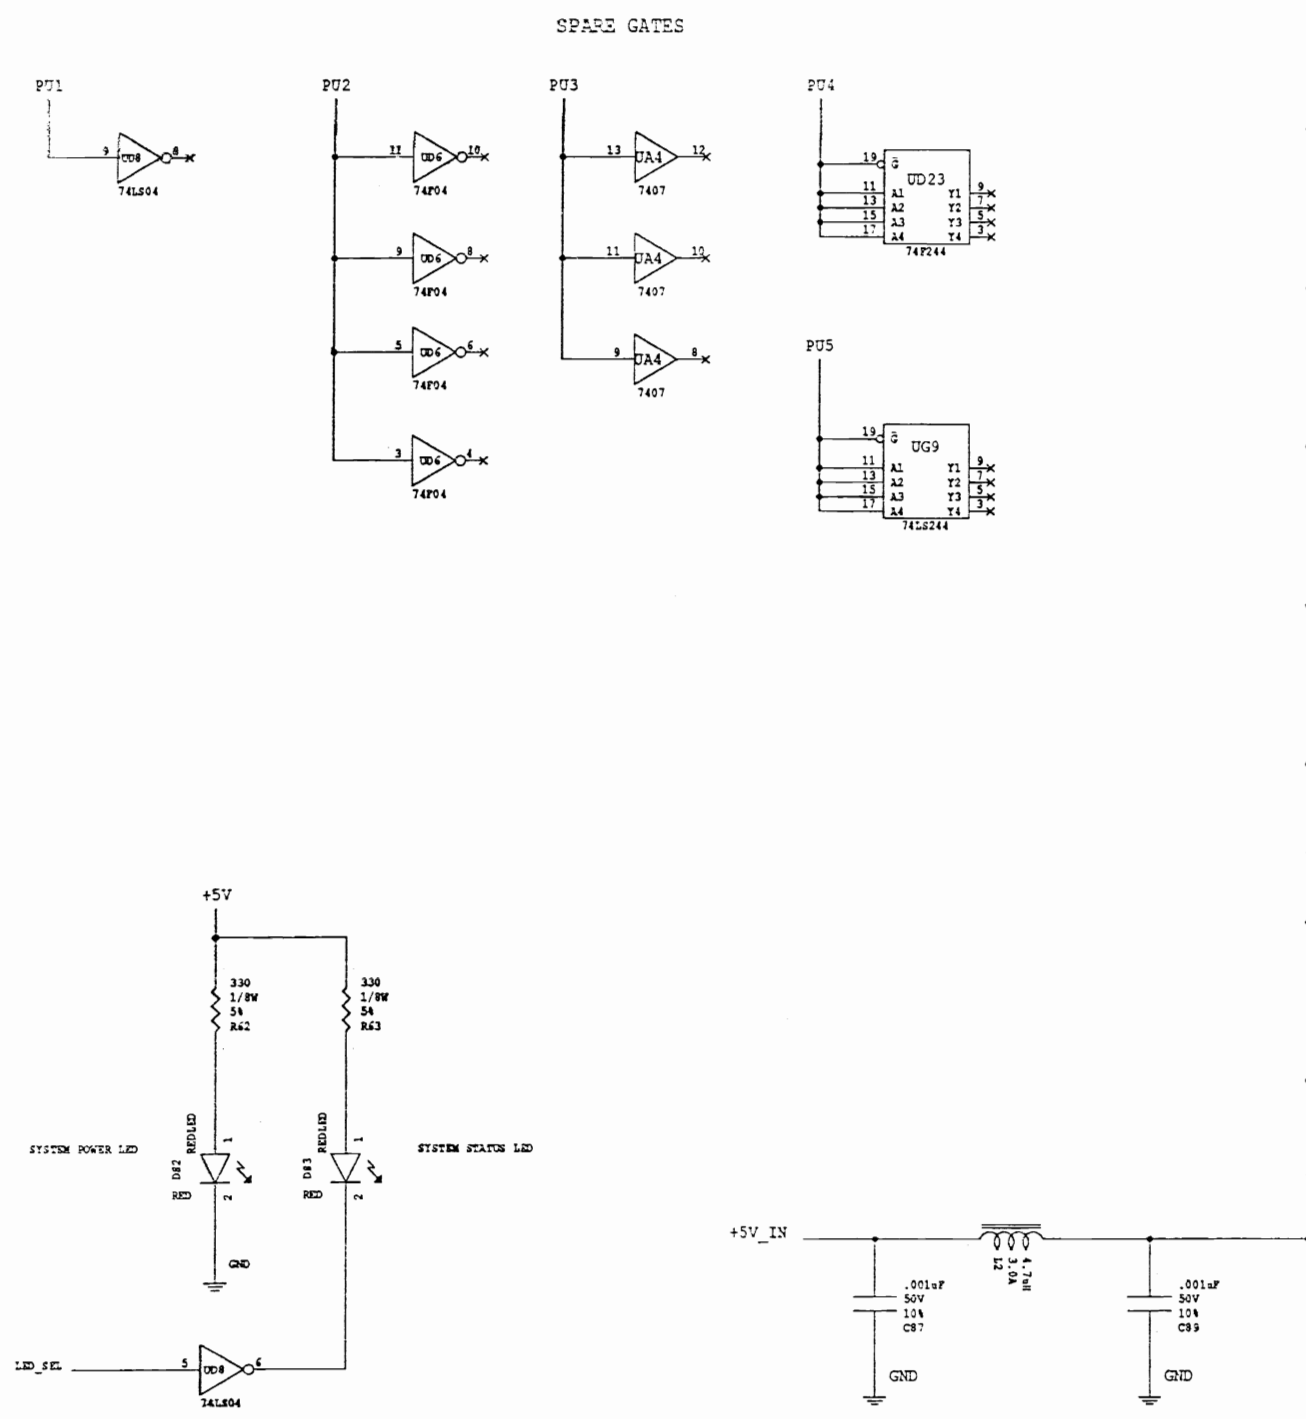 SPARE GATES
PU1
9 UD8 8
74LS04
PU2
11 UD6 10
74F04
9 UD6 8
74F04
5 UD6 6
74F04
3 UD6 4
74F04
PU3
13 UA4 12
7407
11 UA4 10
7407
9 UA4 8
7407
PU4
19 G
UD23
11 A1 Y1 9
13 A2 Y2 7
15 A3 Y3 5
17 A4 Y4 3
74F244
PU5
19 G
UG9
11 A1 Y1 9
13 A2 Y2 7
15 A3 Y3 5
17 A4 Y4 3
74LS244
+5V
330
1/8W
5%
R62
330
1/8W
5%
R63
SYSTEM POWER LED
REDLED
1
D82
RED
2
GND
REDLED
1
D83
RED
2
SYSTEM STATUS LED
LED_SEL
5 UD8 6
74LS04
+5V_IN
L2
3.0A
4.7uH
.001uF
50V
10%
C87
GND
.001uF
50V
10%
C89
GND